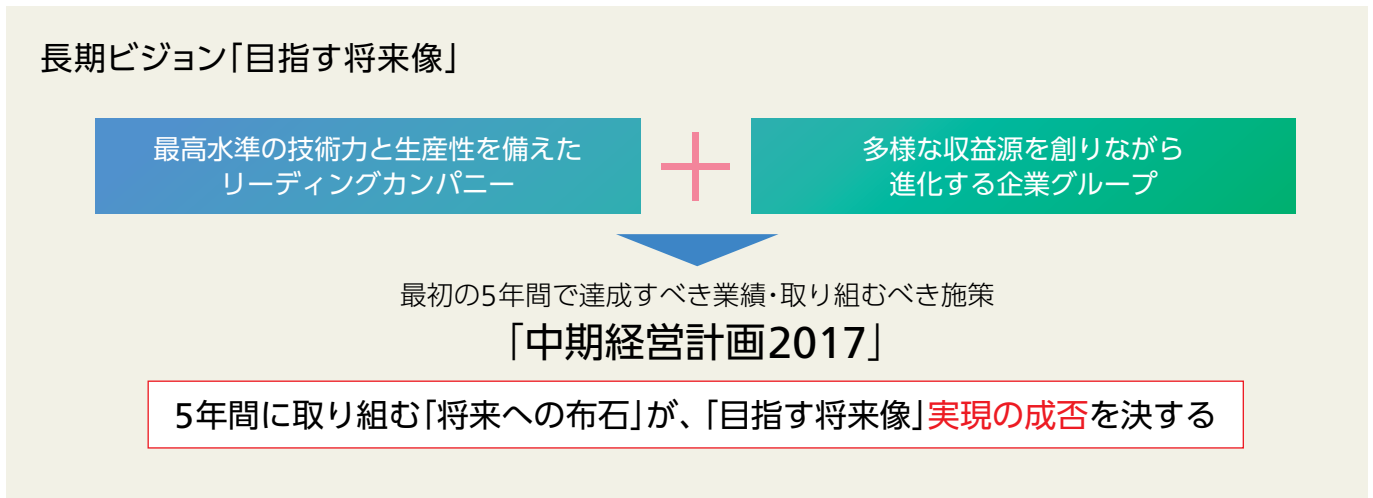 長期ビジョン「目指す将来像」
最高水準の技術力と生産性を備えた
リーディングカンパニー
多様な収益源を創りながら
進化する企業グループ
最初の5年間で達成すべき業績・取り組むべき施策
「中期経営計画2017」
5年間に取り組む「将来への布石」が、「目指す将来像」実現の成否を決する